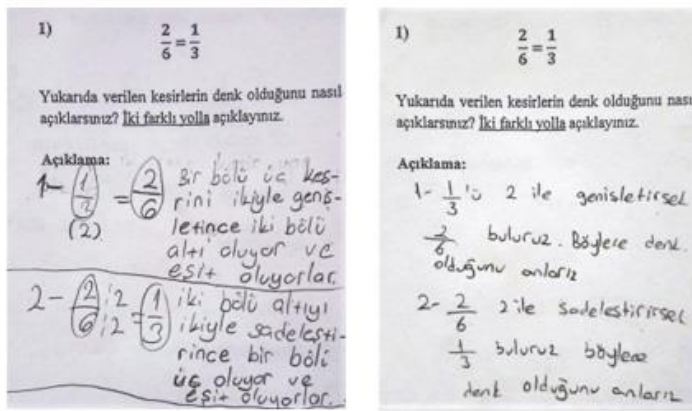 1)
2/6 = 1/3
Yukarıda verilen kesirlerin denk olduğunu nasıl
açıklarsınız? İki farklı yolla açıklayınız.
Açıklama:
1- 1/3 = 2/6 Bir bölü üç kes-
(2) rini ikiyle geniş-
letince iki bölü
altı oluyor ve
eşit oluyorlar.
2- 2/6 :2 :2 = 1/3 iki bölü altıyı
ikiyle sadeleşti-
rince bir bölü
üç oluyor ve
eşit oluyorlar.
1)
2/6 = 1/3
Yukarıda verilen kesirlerin denk olduğunu nası
açıklarsınız? İki farklı yolla açıklayınız.
Açıklama:
1- 1/3'ü 2 ile genisletirsek
2/6 buluruz. Böylece denk.
olduğunu anlarız
2- 2/6 2 ile sadelestirirsek
1/3 buluruz böylece
denk olduğunu anlarız